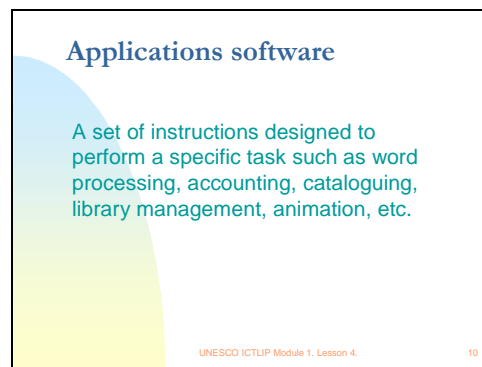 Applications software
A set of instructions designed to
perform a specific task such as word
processing, accounting, cataloguing,
library management, animation, etc.
UNESCO ICTLIP Module 1. Lesson 4.
10